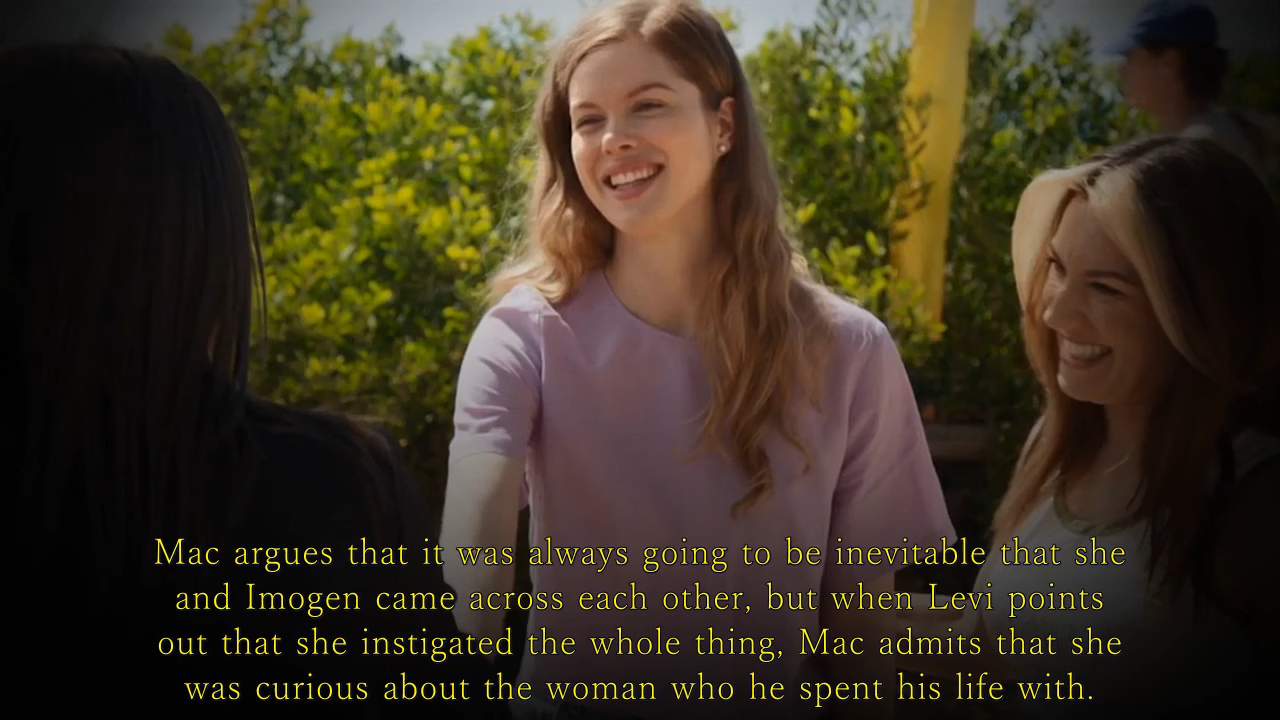 Mac argues that it was always going to be inevitable that she
and Imogen came across each other, but when Levi points
out that she instigated the whole thing, Mac admits that she
was curious about the woman who he spent his life with.